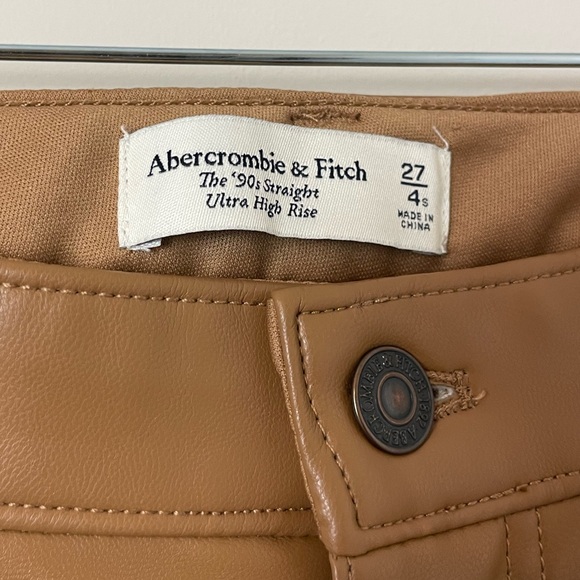 Abercrombie & Fitch
The '90s Straight
Ultra High Rise
27
4s
MADE IN
CHINA